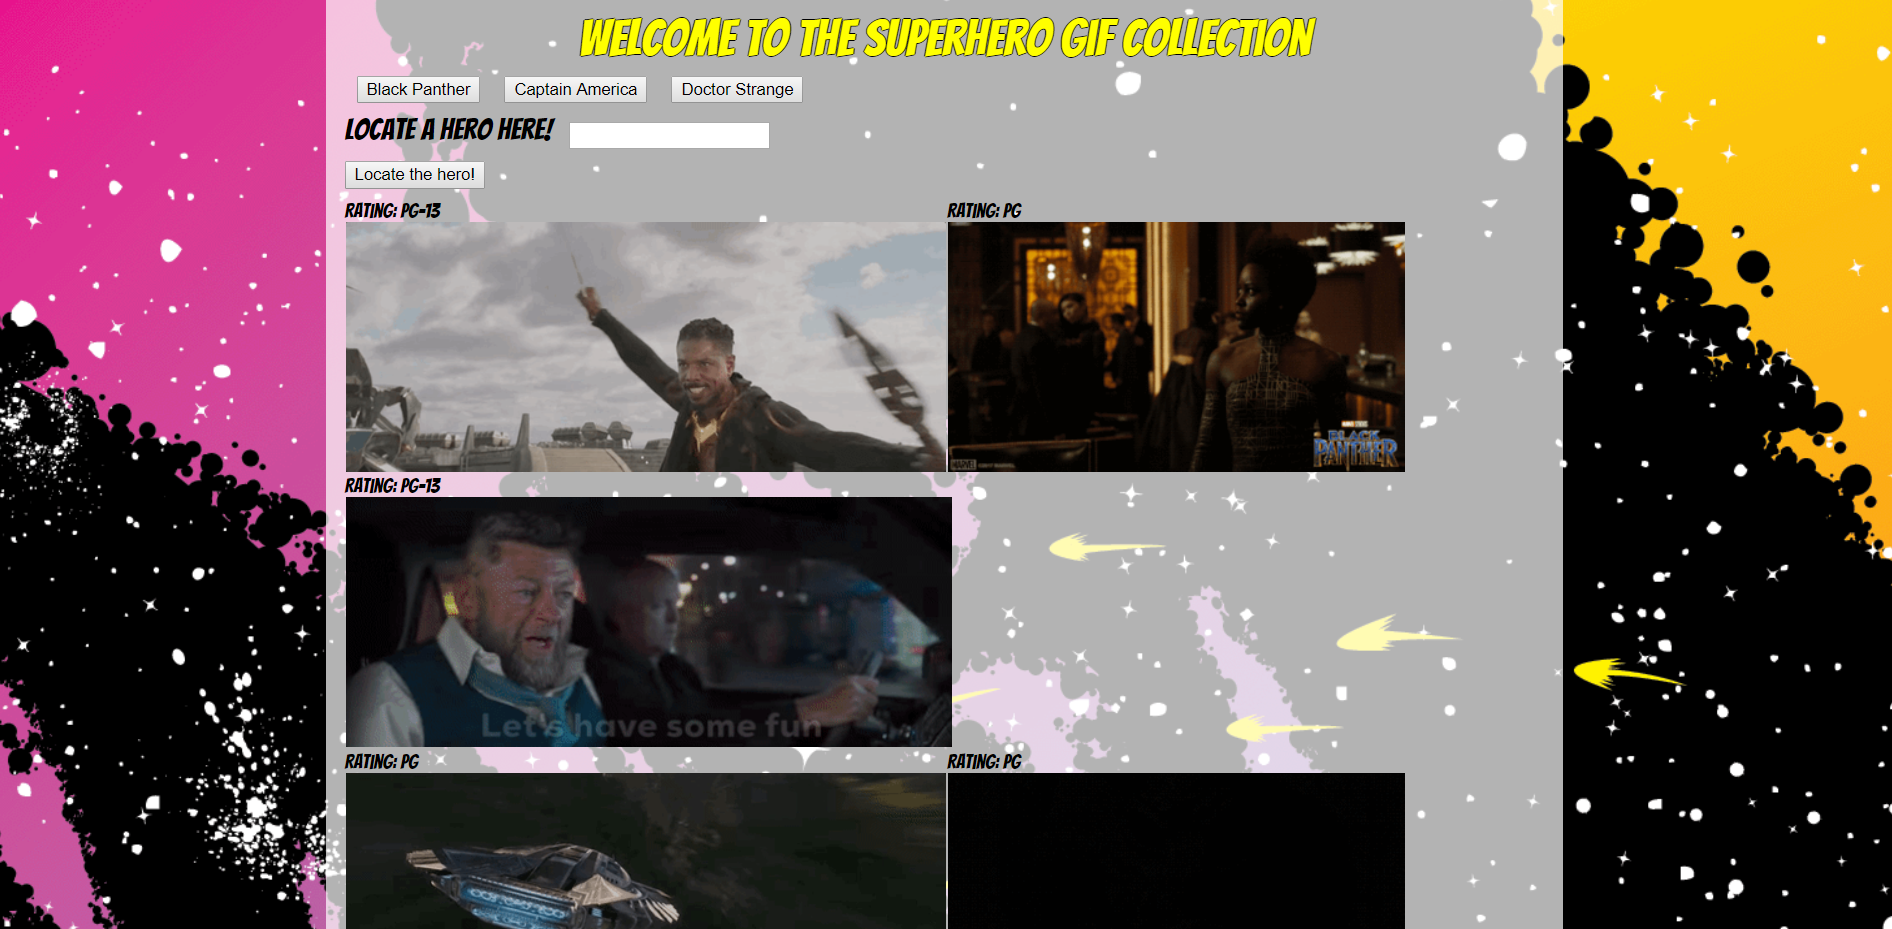 WELCOME TO THE SUPERHERO GIF COLLECTION
Black Panther Captain America Doctor Strange
LOCATE A HERO HERE!
Locate the hero!
RATING: PG-13 RATING: PG
BLACK
PANTHER
MARVEL
RATING: PG-13
Let's have some fun
RATING: PG RATING: PG